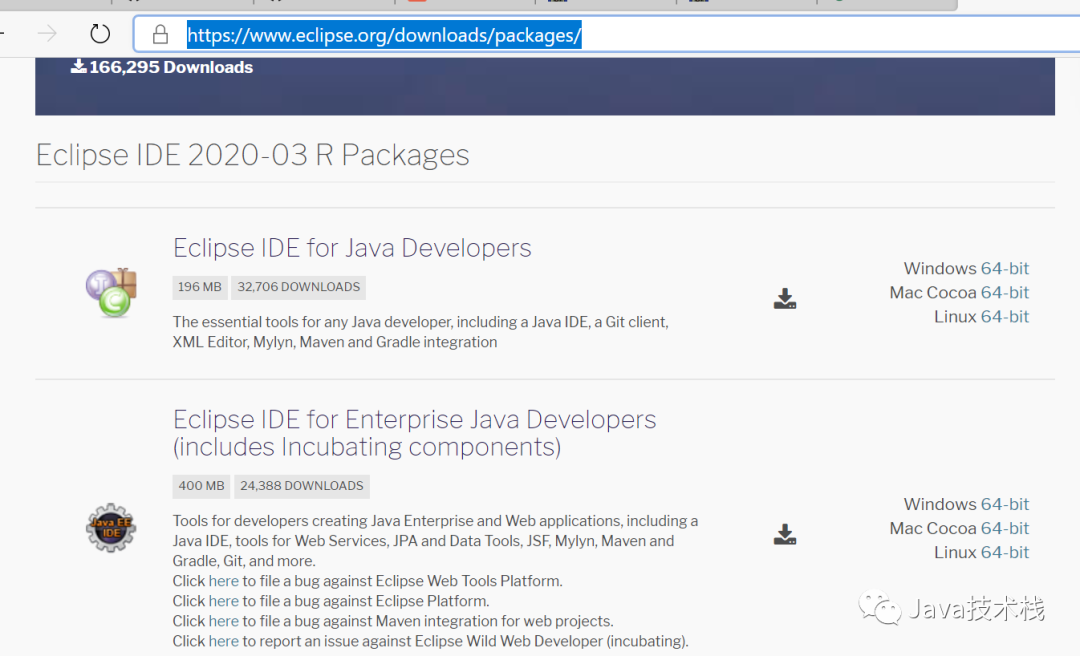 https://www.eclipse.org/downloads/packages/
166,295 Downloads
Eclipse IDE 2020-03 R Packages
Eclipse IDE for Java Developers
196 MB 32,706 DOWNLOADS
The essential tools for any Java developer, including a Java IDE, a Git client,
XML Editor, Mylyn, Maven and Gradle integration
Windows 64-bit
Mac Cocoa 64-bit
Linux 64-bit
Eclipse IDE for Enterprise Java Developers
(includes Incubating components)
400 MB 24,388 DOWNLOADS
Java EE
IDE
Tools for developers creating Java Enterprise and Web applications, including a
Java IDE, tools for Web Services, JPA and Data Tools, JSF, Mylyn, Maven and
Gradle, Git, and more.
Click here to file a bug against Eclipse Web Tools Platform.
Click here to file a bug against Eclipse Platform.
Click here to file a bug against Maven integration for web projects.
Click here to report an issue against Eclipse Wild Web Developer (incubating).
Windows 64-bit
Mac Cocoa 64-bit
Linux 64-bit
Java技术栈